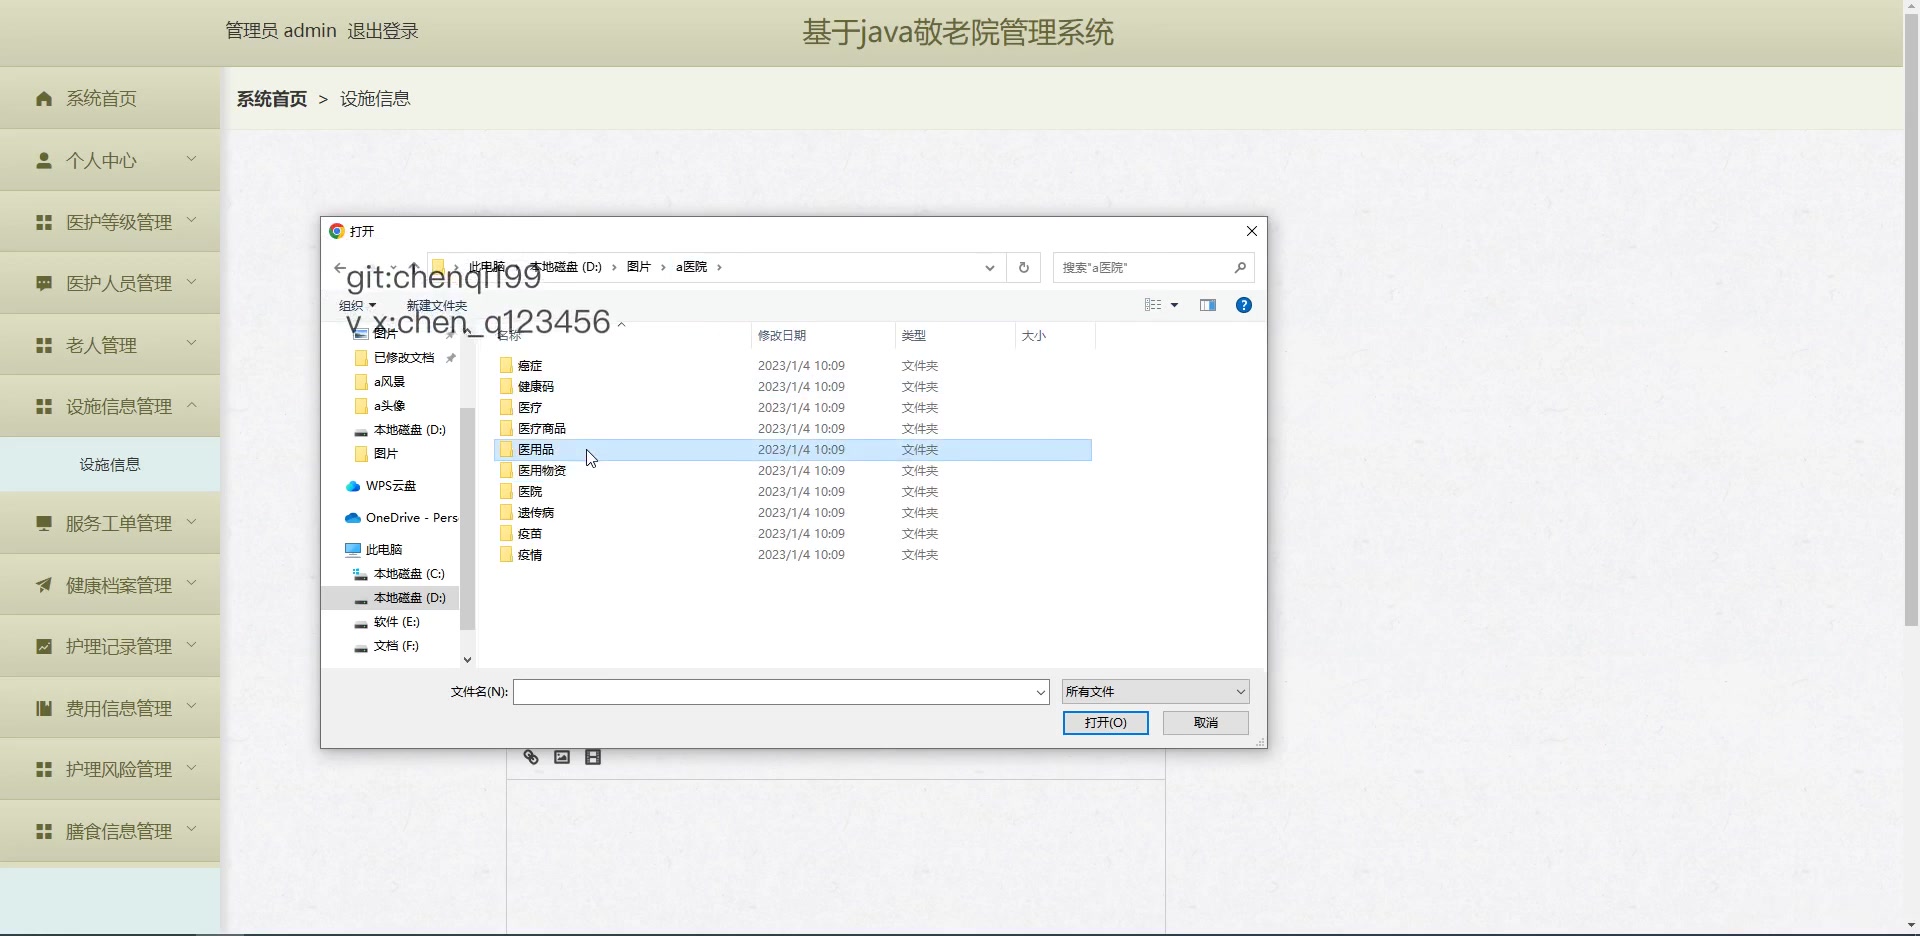 管理员 admin 退出登录
基于java敬老院管理系统
系统首页
个人中心
医护等级管理
医护人员管理
老人管理
设施信息管理
设施信息
服务工单管理
健康档案管理
护理记录管理
费用信息管理
护理风险管理
膳食信息管理
系统首页 > 设施信息
打开
此电脑 › 本地磁盘 (D:) › 图片 › a医院 ›
搜索"a医院"
git:chenqi199
组织 新建文件夹
v x:chen_q123456
图片
已修改文档
a风景
a头像
本地磁盘 (D:)
图片
WPS云盘
OneDrive - Pers
此电脑
本地磁盘 (C:)
本地磁盘 (D:)
软件 (E:)
文档 (F:)
名称 修改日期 类型 大小
癌症 2023/1/4 10:09 文件夹
健康码 2023/1/4 10:09 文件夹
医疗 2023/1/4 10:09 文件夹
医疗商品 2023/1/4 10:09 文件夹
医用品 2023/1/4 10:09 文件夹
医用物资 2023/1/4 10:09 文件夹
医院 2023/1/4 10:09 文件夹
遗传病 2023/1/4 10:09 文件夹
疫苗 2023/1/4 10:09 文件夹
疫情 2023/1/4 10:09 文件夹
文件名(N):
所有文件
打开(O) 取消